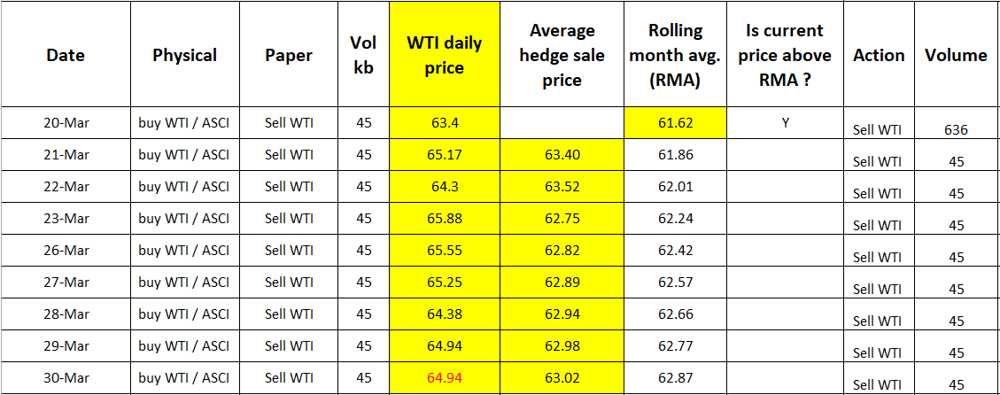 Date Physical Paper Vol kb WTI daily price Average hedge sale price Rolling month avg. (RMA) Is current price above RMA ? Action Volume
20-Mar buy WTI / ASCI Sell WTI 45 63.4 61.62 Y Sell WTI 636
21-Mar buy WTI / ASCI Sell WTI 45 65.17 63.40 61.86 Sell WTI 45
22-Mar buy WTI / ASCI Sell WTI 45 64.3 63.52 62.01 Sell WTI 45
23-Mar buy WTI / ASCI Sell WTI 45 65.88 62.75 62.24 Sell WTI 45
26-Mar buy WTI / ASCI Sell WTI 45 65.55 62.82 62.42 Sell WTI 45
27-Mar buy WTI / ASCI Sell WTI 45 65.25 62.89 62.57 Sell WTI 45
28-Mar buy WTI / ASCI Sell WTI 45 64.38 62.94 62.66 Sell WTI 45
29-Mar buy WTI / ASCI Sell WTI 45 64.94 62.98 62.77 Sell WTI 45
30-Mar buy WTI / ASCI Sell WTI 45 64.94 63.02 62.87 Sell WTI 45